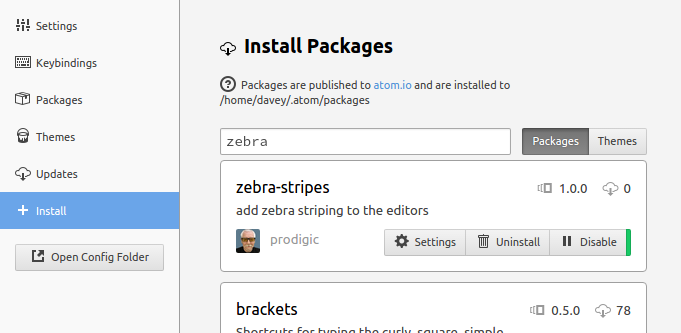 Settings
Keybindings
Packages
Themes
Updates
Install
Open Config Folder
Install Packages
Packages are published to atom.io and are installed to
/home/davey/.atom/packages
zebra
Packages Themes
zebra-stripes 1.0.0 0
add zebra striping to the editors
prodigic Settings Uninstall Disable
brackets 0.5.0 78
Shortcuts for typing the curly, square, simple